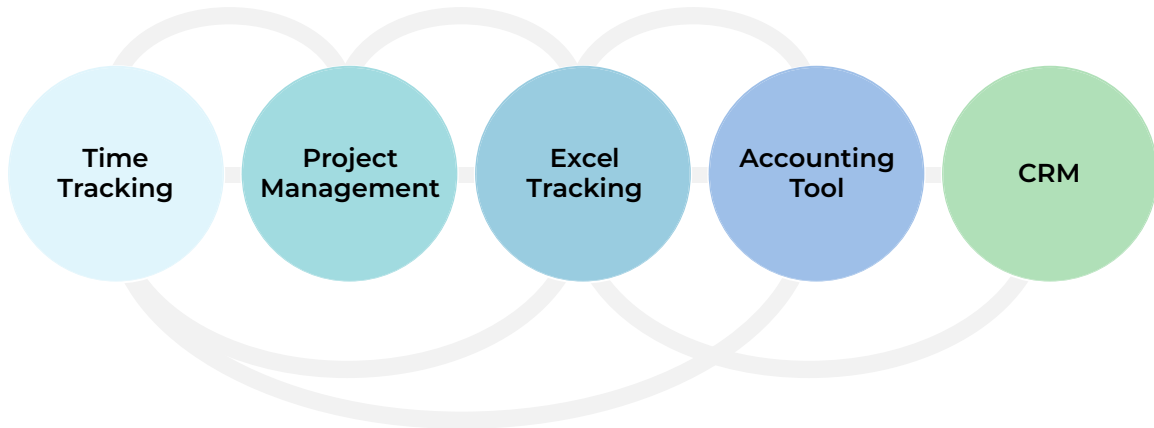 Time
Tracking
Project
Management
Excel
Tracking
Accounting
Tool
CRM